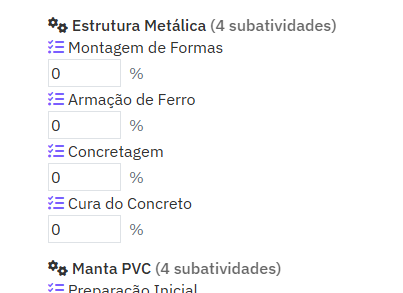 Estrutura Metálica (4 subatividades)
Montagem de Formas
0 %
Armação de Ferro
0 %
Concretagem
0 %
Cura do Concreto
0 %
Manta PVC (4 subatividades)
Preparação Inicial